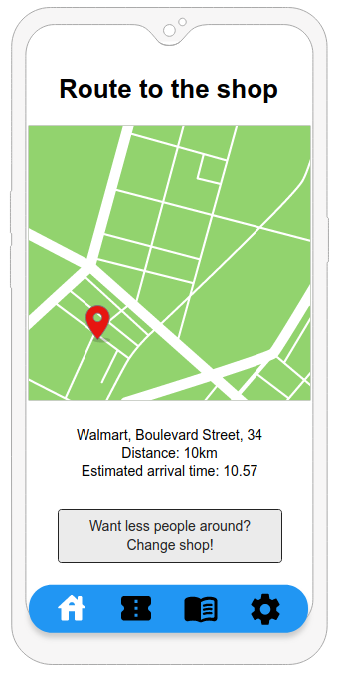 Route to the shop
Walmart, Boulevard Street, 34
Distance: 10km
Estimated arrival time: 10.57
Want less people around?
Change shop!